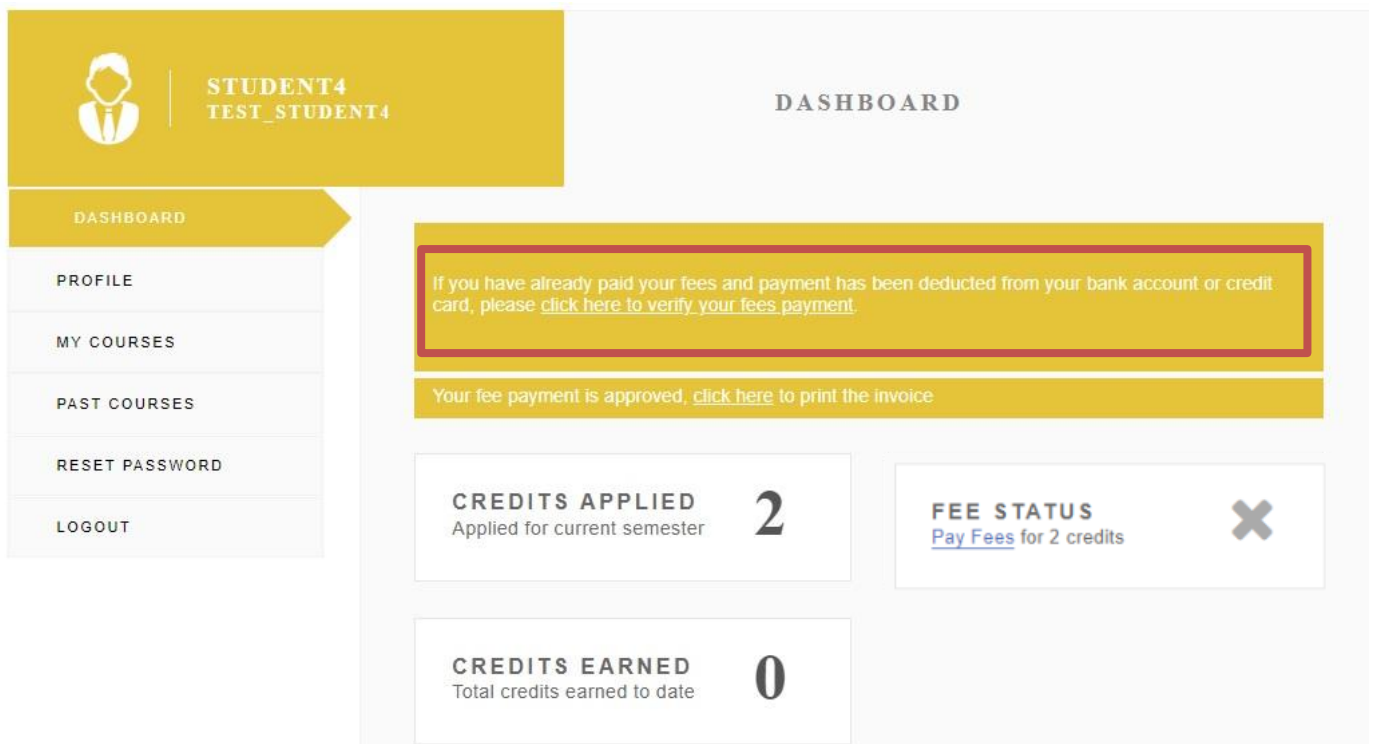 STUDENT4
TEST_STUDENT4
DASHBOARD
DASHBOARD
PROFILE
MY COURSES
PAST COURSES
RESET PASSWORD
LOGOUT
If you have already paid your fees and payment has been deducted from your bank account or credit
card, please click here to verify your fees payment.
Your fee payment is approved, click here to print the invoice
CREDITS APPLIED
Applied for current semester
2
FEE STATUS
Pay Fees for 2 credits
CREDITS EARNED
Total credits earned to date
0